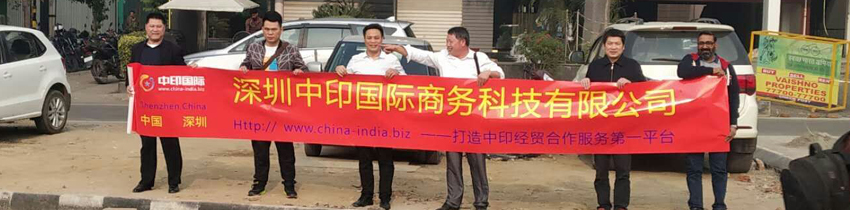 中印国际
www.china-india.biz
Shenzhen.China
中国 深圳
深圳中印国际商务科技有限公司
Http:// www.china-india.biz ——打造中印经贸合作服务第一平台
BUY
SELL
VAISHNO
PROPERTIES